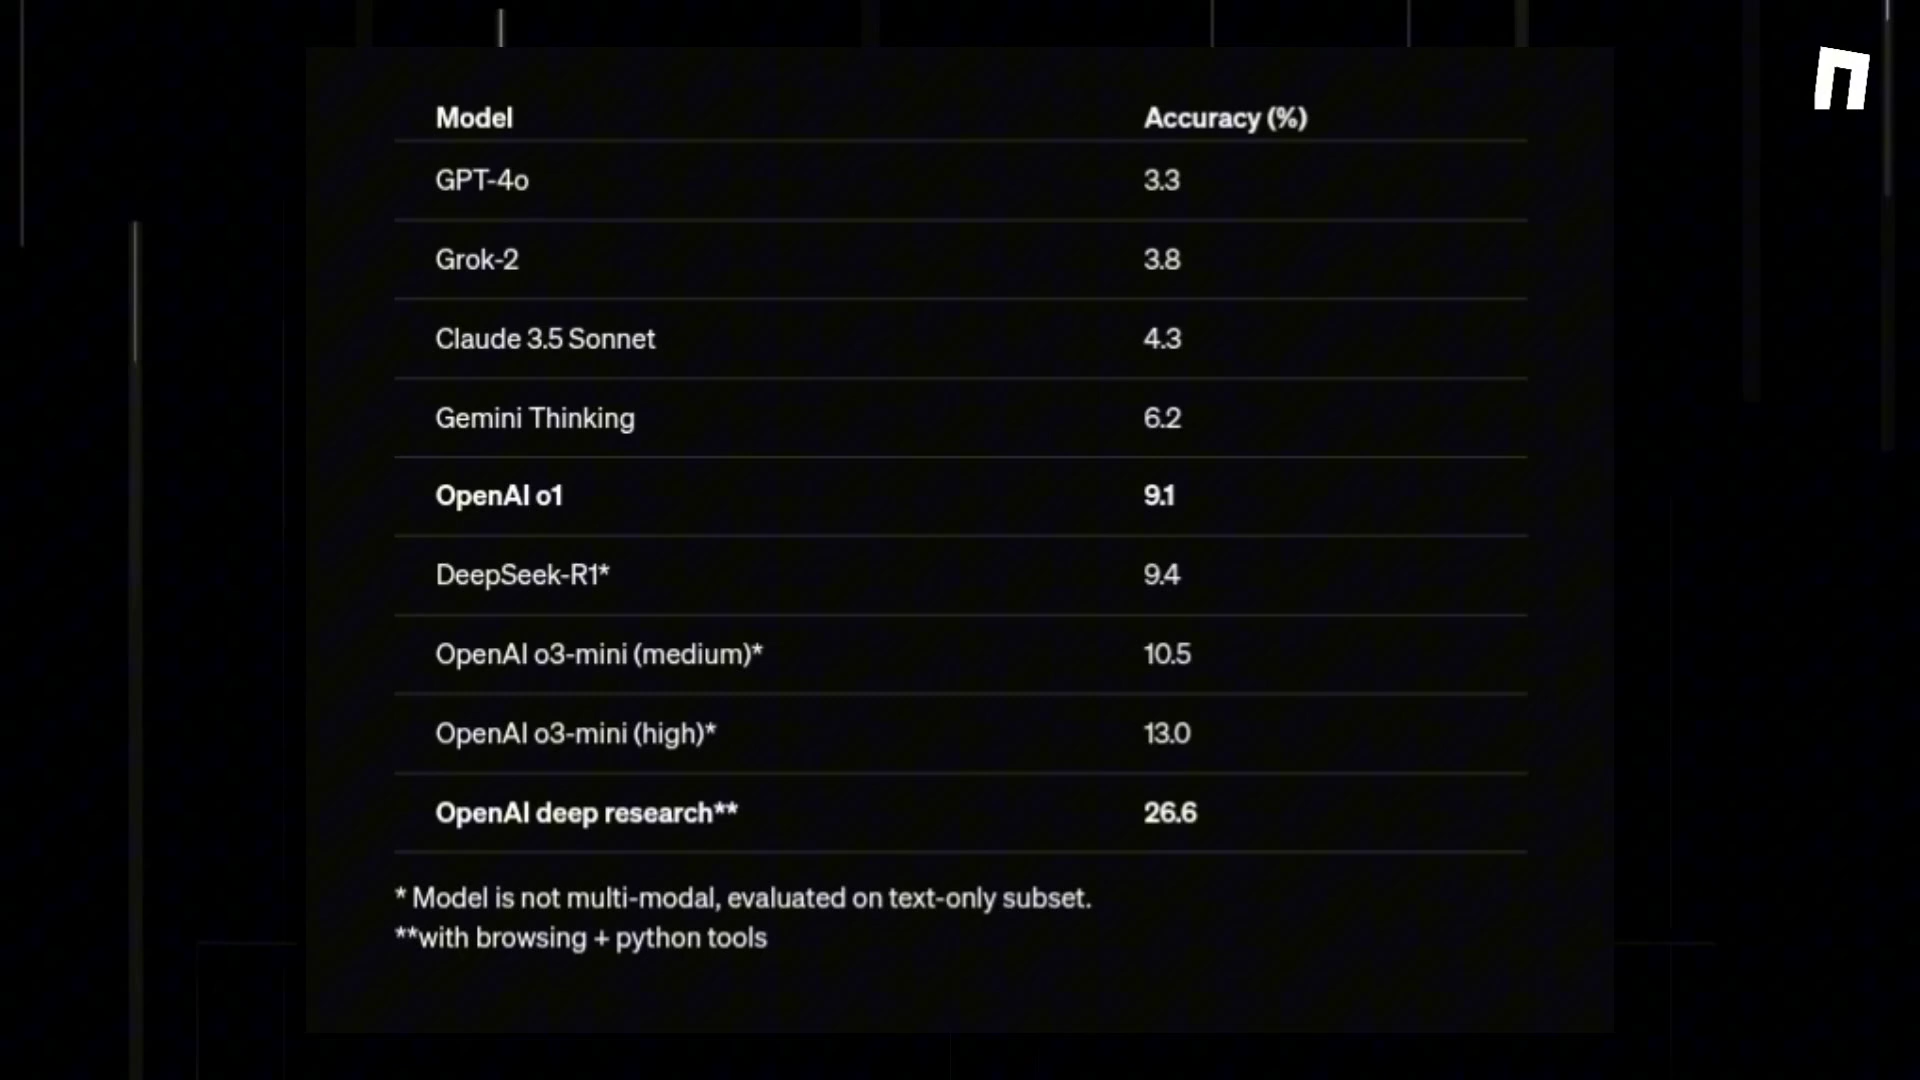 Model Accuracy (%)
GPT-4o 3.3
Grok-2 3.8
Claude 3.5 Sonnet 4.3
Gemini Thinking 6.2
OpenAI o1 9.1
DeepSeek-R1* 9.4
OpenAI o3-mini (medium)* 10.5
OpenAI o3-mini (high)* 13.0
OpenAI deep research** 26.6
* Model is not multi-modal, evaluated on text-only subset.
**with browsing + python tools